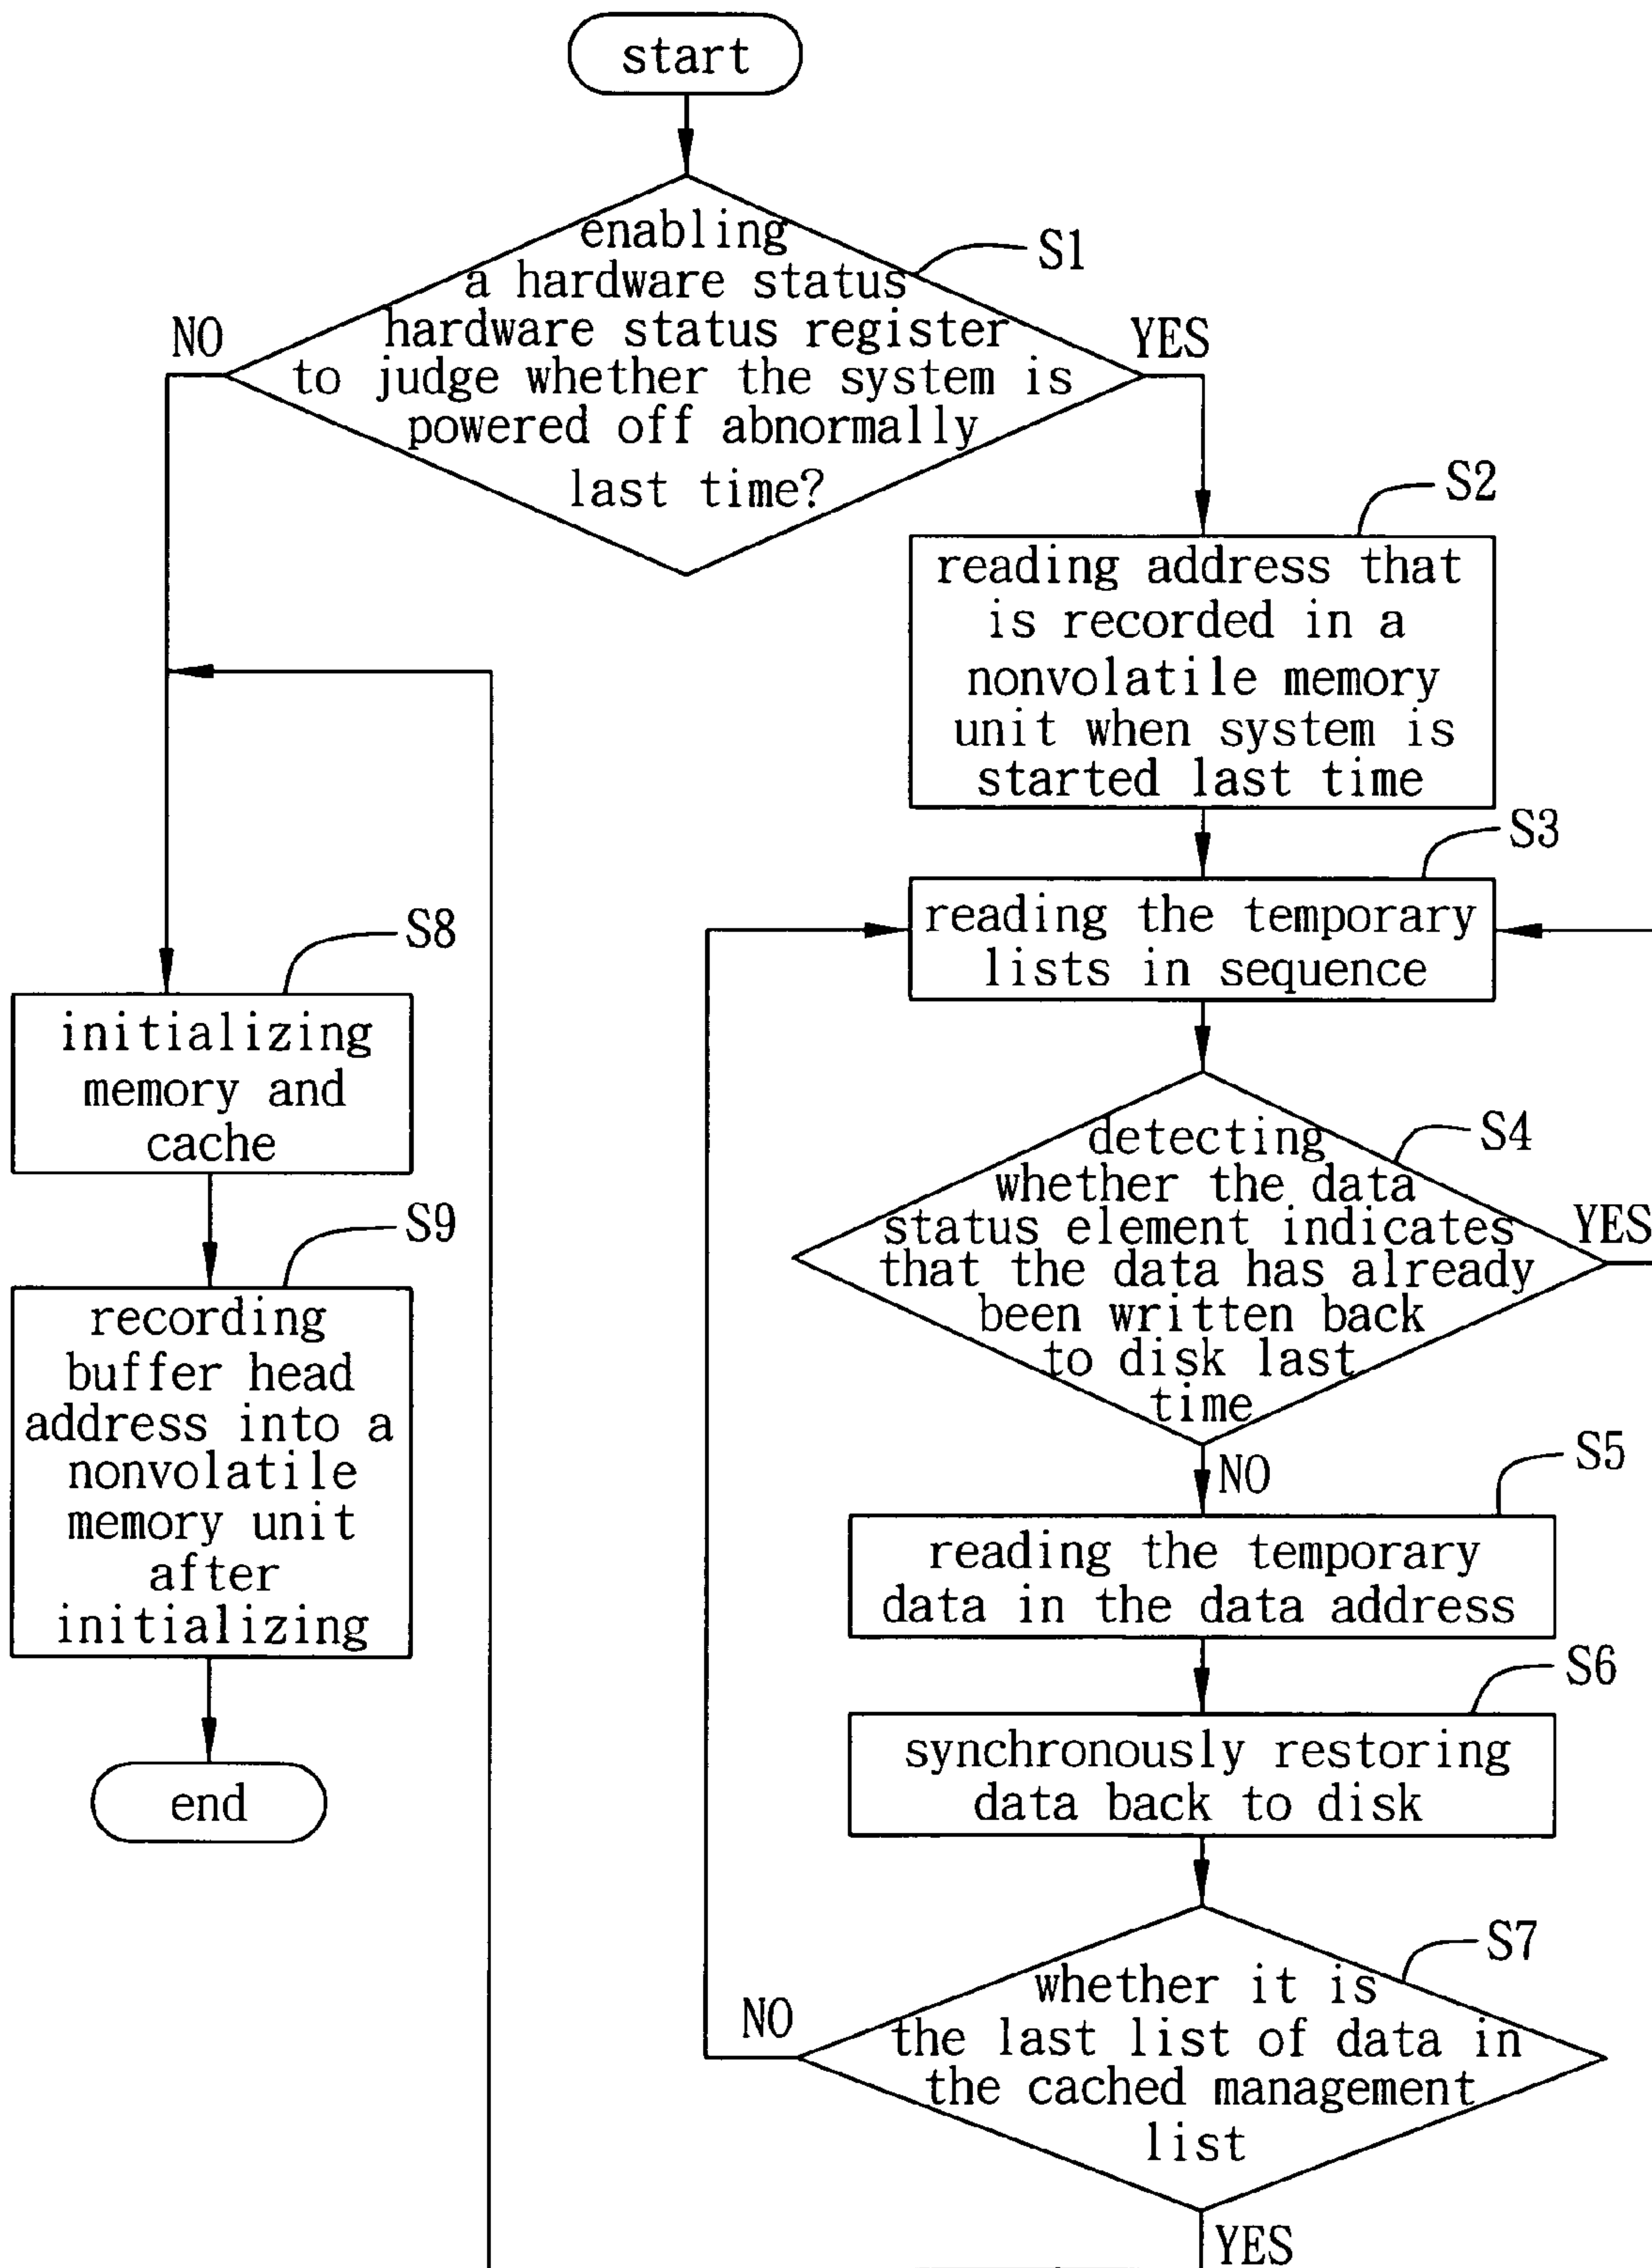 start
enabling
a hardware status
hardware status register
to judge whether the system is
powered off abnormally
last time?
S1
NO
YES
S2
reading address that
is recorded in a
nonvolatile memory
unit when system is
started last time
S3
reading the temporary
lists in sequence
S4
detecting
whether the data
status element indicates
that the data has already
been written back
to disk last
time
YES
NO
S5
reading the temporary
data in the data address
S6
synchronously restoring
data back to disk
S7
whether it is
the last list of data in
the cached management
list
NO
YES
S8
initializing
memory and
cache
S9
recording
buffer head
address into a
nonvolatile
memory unit
after
initializing
end